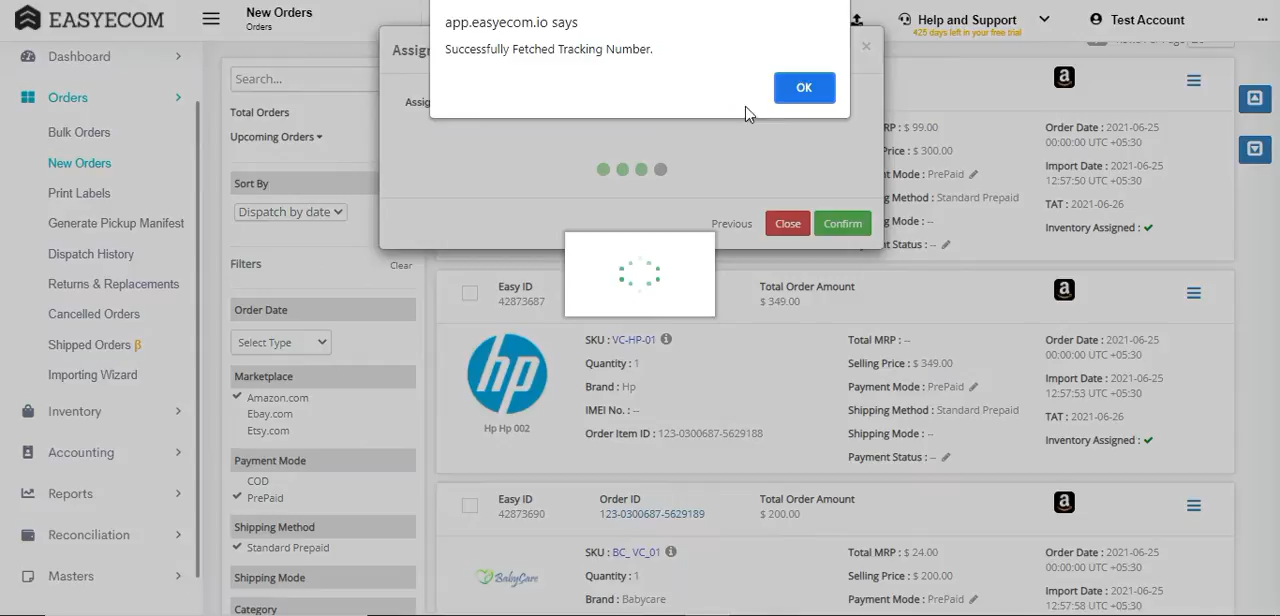 EASYECOM
New Orders
Orders
app.easyecom.io says
Successfully Fetched Tracking Number.
OK
Help and Support
425 days left in your free trial
Test Account
Dashboard
Orders
Bulk Orders
New Orders
Print Labels
Generate Pickup Manifest
Dispatch History
Returns & Replacements
Cancelled Orders
Shipped Orders β
Importing Wizard
Inventory
Accounting
Reports
Reconciliation
Masters
Search...
Total Orders
Upcoming Orders
Sort By
Dispatch by date
Filters
Clear
Order Date
Select Type
Marketplace
Amazon.com
Ebay.com
Etsy.com
Payment Mode
COD
PrePaid
Shipping Method
Standard Prepaid
Shipping Mode
Category
Previous
Close
Confirm
$ 99.00
$ 300.00
Mode : PrePaid
Method : Standard Prepaid
Mode : --
Status : --
Order Date : 2021-06-25
00:00:00 UTC +05:30
Import Date : 2021-06-25
12:57:50 UTC +05:30
TAT : 2021-06-26
Inventory Assigned :
Easy ID
42873687
Total Order Amount
$ 349.00
hp
Hp Hp 002
SKU : VC-HP-01
Quantity : 1
Brand : Hp
IMEI No. : --
Order Item ID : 123-0300687-5629188
Total MRP : --
Selling Price : $ 349.00
Payment Mode : PrePaid
Shipping Method : Standard Prepaid
Shipping Mode : --
Payment Status : --
Order Date : 2021-06-25
00:00:00 UTC +05:30
Import Date : 2021-06-25
12:57:53 UTC +05:30
TAT : 2021-06-26
Inventory Assigned :
Easy ID
42873690
Order ID
123-0300687-5629189
Total Order Amount
$ 200.00
BabyCare
SKU : BC_ VC_01
Quantity : 1
Brand : Babycare
Total MRP : $ 24.00
Selling Price : $ 200.00
Payment Mode : PrePaid
Order Date : 2021-06-25
00:00:00 UTC +05:30
Import Date : 2021-06-25
12:57:58 UTC +05:30